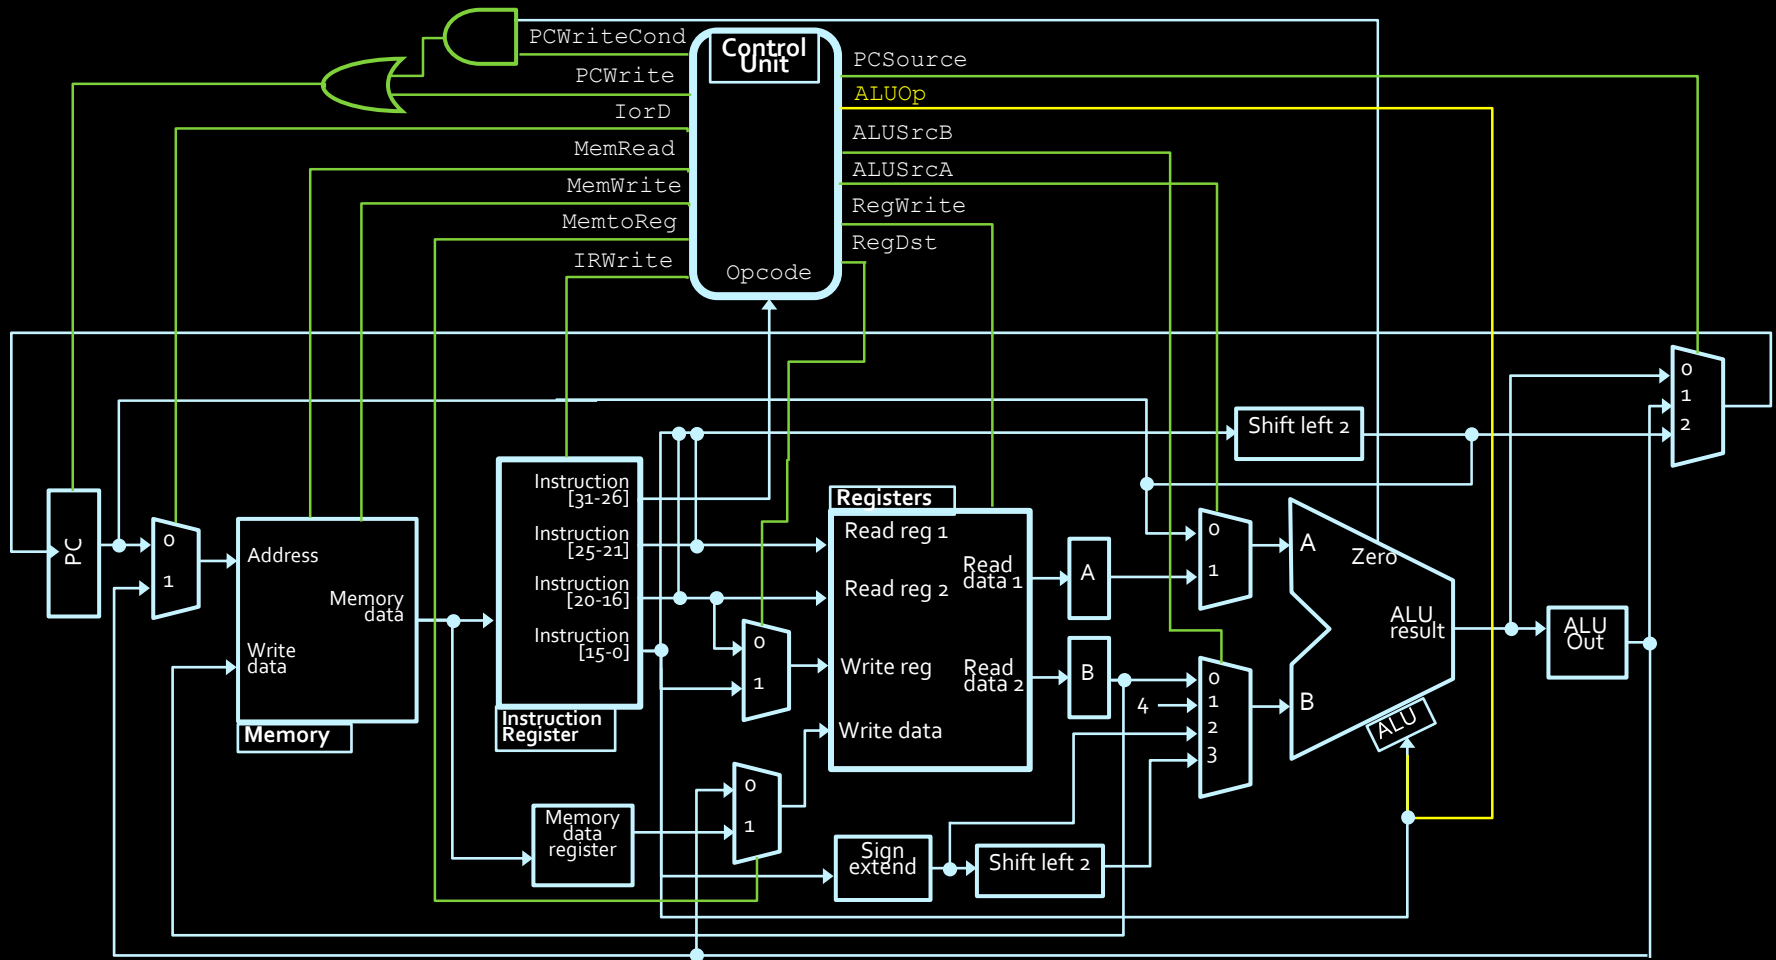 PCWriteCond
PCWrite
IorD
MemRead
MemWrite
MemtoReg
IRWrite
Control
Unit
Opcode
PCSource
ALUOp
ALUSrcB
ALUSrcA
RegWrite
RegDst
PC
0
1
Address
Memory
data
Write
data
Memory
Instruction
[31-26]
Instruction
[25-21]
Instruction
[20-16]
Instruction
[15-0]
Instruction
Register
0
1
Memory
data
register
0
1
Registers
Read reg 1
Read reg 2
Write reg
Write data
Read
data 1
Read
data 2
Sign
extend
Shift left 2
A
B
4
0
1
0
1
2
3
Shift left 2
A
B
Zero
ALU
result
ALU
ALU
Out
0
1
2